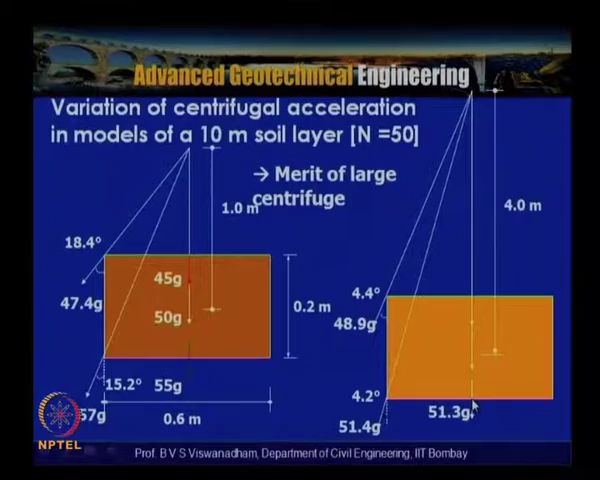 Advanced Geotechnical Engineering
Variation of centrifugal acceleration
in models of a 10 m soil layer [N =50]
→ Merit of large
centrifuge
1.0 m
4.0 m
18.4°
47.4g
45g
50g
0.2 m
4.4°
48.9g
15.2°
55g
57g
0.6 m
4.2°
51.4g
51.3g
NPTEL
Prof. B V S Viswanadham, Department of Civil Engineering, IIT Bombay